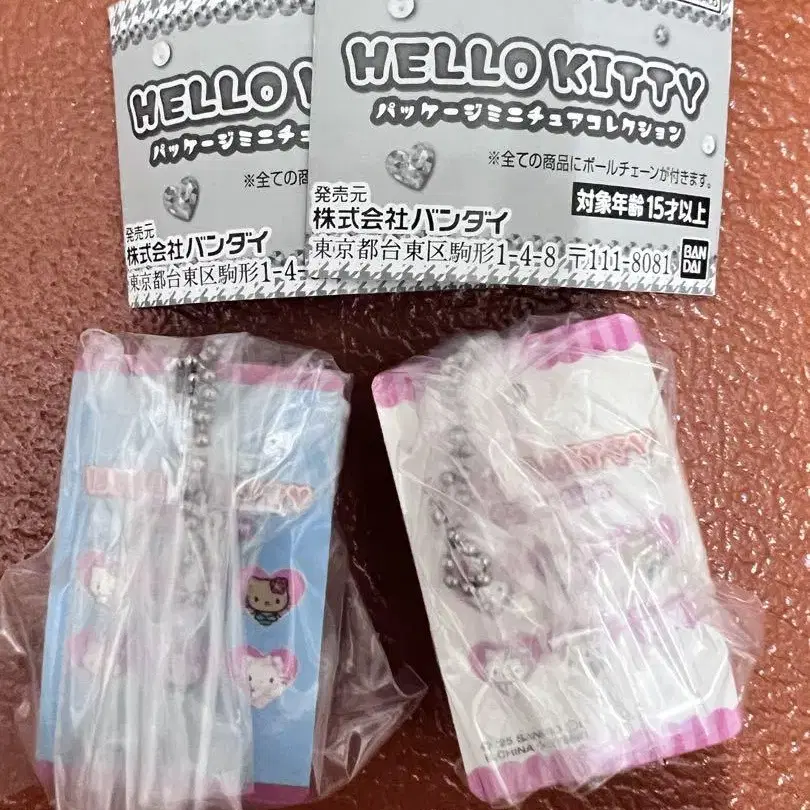 HELLO
パッケージミニチュ
※全ての商
発売元
株式会社バンダイ
東京都台東区駒形1-4-
HELLO KITTY
パッケージミニチュアコレクション
※全ての商品にボールチェーンが付きます。
発売元
株式会社バンダイ
対象年齢15才以上
東京都台東区駒形1-4-8 〒111-8081
BAN
DAI
CHINA